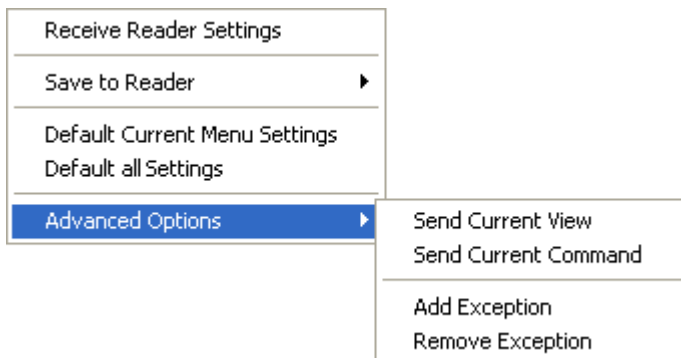 Receive Reader Settings
Save to Reader
Default Current Menu Settings
Default all Settings
Advanced Options
Send Current View
Send Current Command
Add Exception
Remove Exception